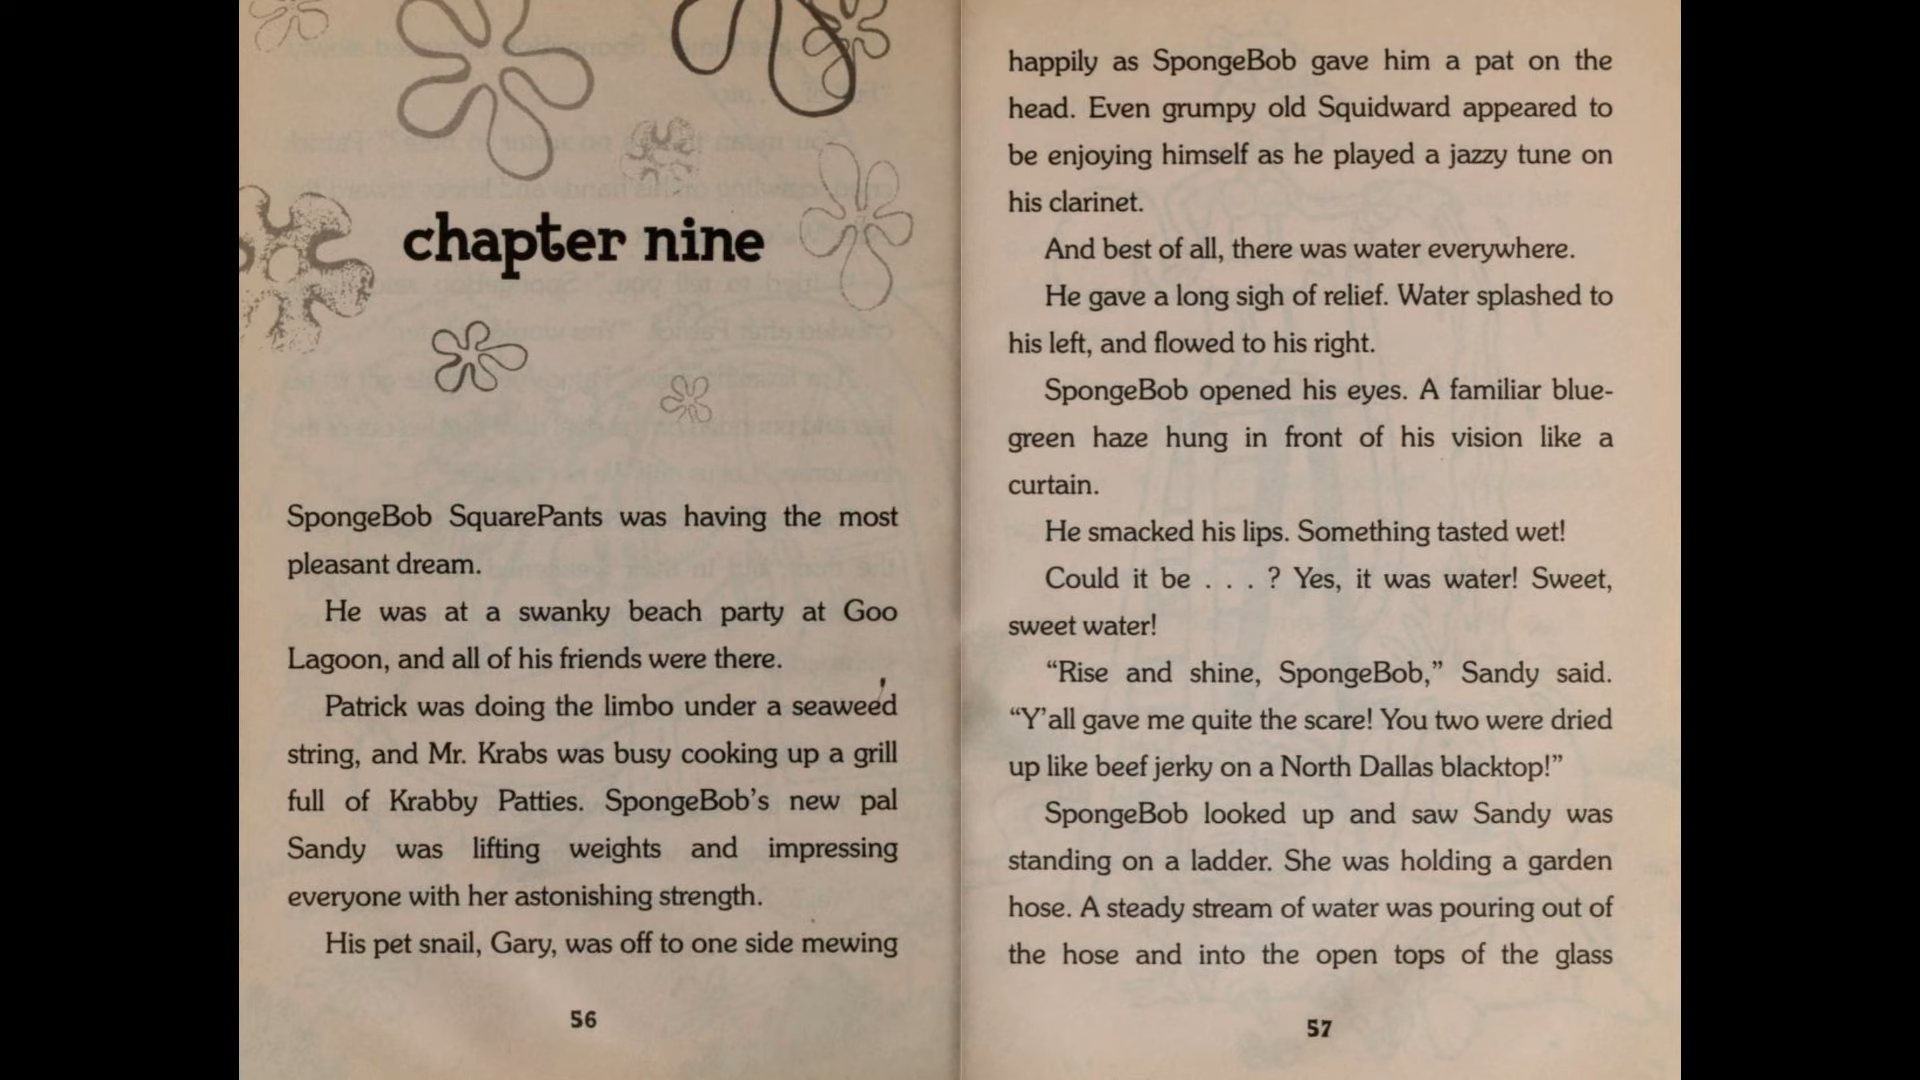 chapter nine
SpongeBob SquarePants was having the most
pleasant dream.
He was at a swanky beach party at Goo
Lagoon, and all of his friends were there.
Patrick was doing the limbo under a seaweed
string, and Mr. Krabs was busy cooking up a grill
full of Krabby Patties. SpongeBob’s new pal
Sandy was lifting weights and impressing
everyone with her astonishing strength.
His pet snail, Gary, was off to one side mewing
56
happily as SpongeBob gave him a pat on the
head. Even grumpy old Squidward appeared to
be enjoying himself as he played a jazzy tune on
his clarinet.
And best of all, there was water everywhere.
He gave a long sigh of relief. Water splashed to
his left, and flowed to his right.
SpongeBob opened his eyes. A familiar blue-
green haze hung in front of his vision like a
curtain.
He smacked his lips. Something tasted wet!
Could it be . . . ? Yes, it was water! Sweet,
sweet water!
“Rise and shine, SpongeBob,” Sandy said.
“Y’all gave me quite the scare! You two were dried
up like beef jerky on a North Dallas blacktop!”
SpongeBob looked up and saw Sandy was
standing on a ladder. She was holding a garden
hose. A steady stream of water was pouring out of
the hose and into the open tops of the glass
57